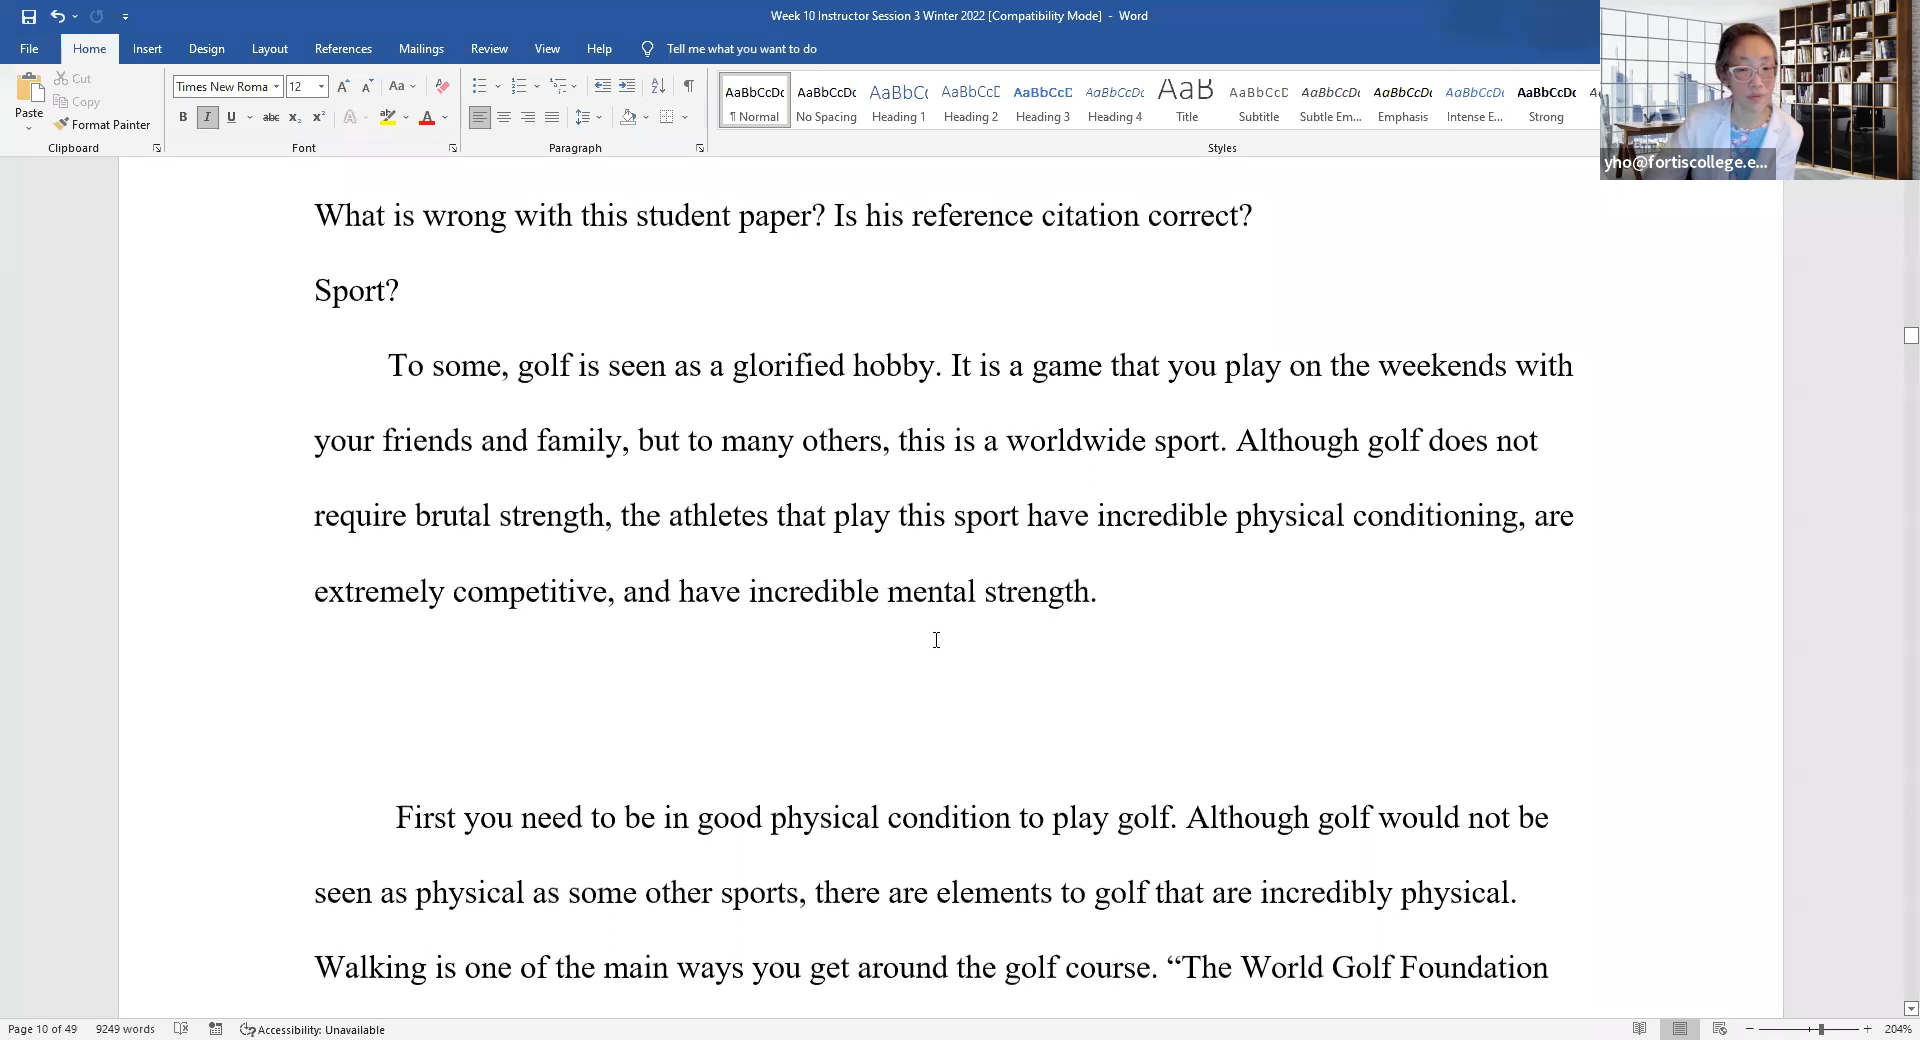 Week 10 Instructor Session 3 Winter 2022 [Compatibility Mode] - Word
File Home Insert Design Layout References Mailings Review View Help Tell me what you want to do
Paste
Cut
Copy
Format Painter
Clipboard
Times New Roma 12
Aa
B I U abc x₂ x² A ab A
Font
Paragraph
AaBbCcDc AaBbCcDc AaBbC( AaBbCcE AaBbCcE AaBbCcDc AaB AaBbCcE AaBbCcDc AaBbCcDc AaBbCcDc AaBbCcDc
¶ Normal No Spacing Heading 1 Heading 2 Heading 3 Heading 4 Title Subtitle Subtle Em... Emphasis Intense E... Strong
Styles
yho@fortiscollege.e...
What is wrong with this student paper? Is his reference citation correct?
Sport?
To some, golf is seen as a glorified hobby. It is a game that you play on the weekends with
your friends and family, but to many others, this is a worldwide sport. Although golf does not
require brutal strength, the athletes that play this sport have incredible physical conditioning, are
extremely competitive, and have incredible mental strength.
First you need to be in good physical condition to play golf. Although golf would not be
seen as physical as some other sports, there are elements to golf that are incredibly physical.
Walking is one of the main ways you get around the golf course. “The World Golf Foundation
Page 10 of 49 9249 words Accessibility: Unavailable 204%